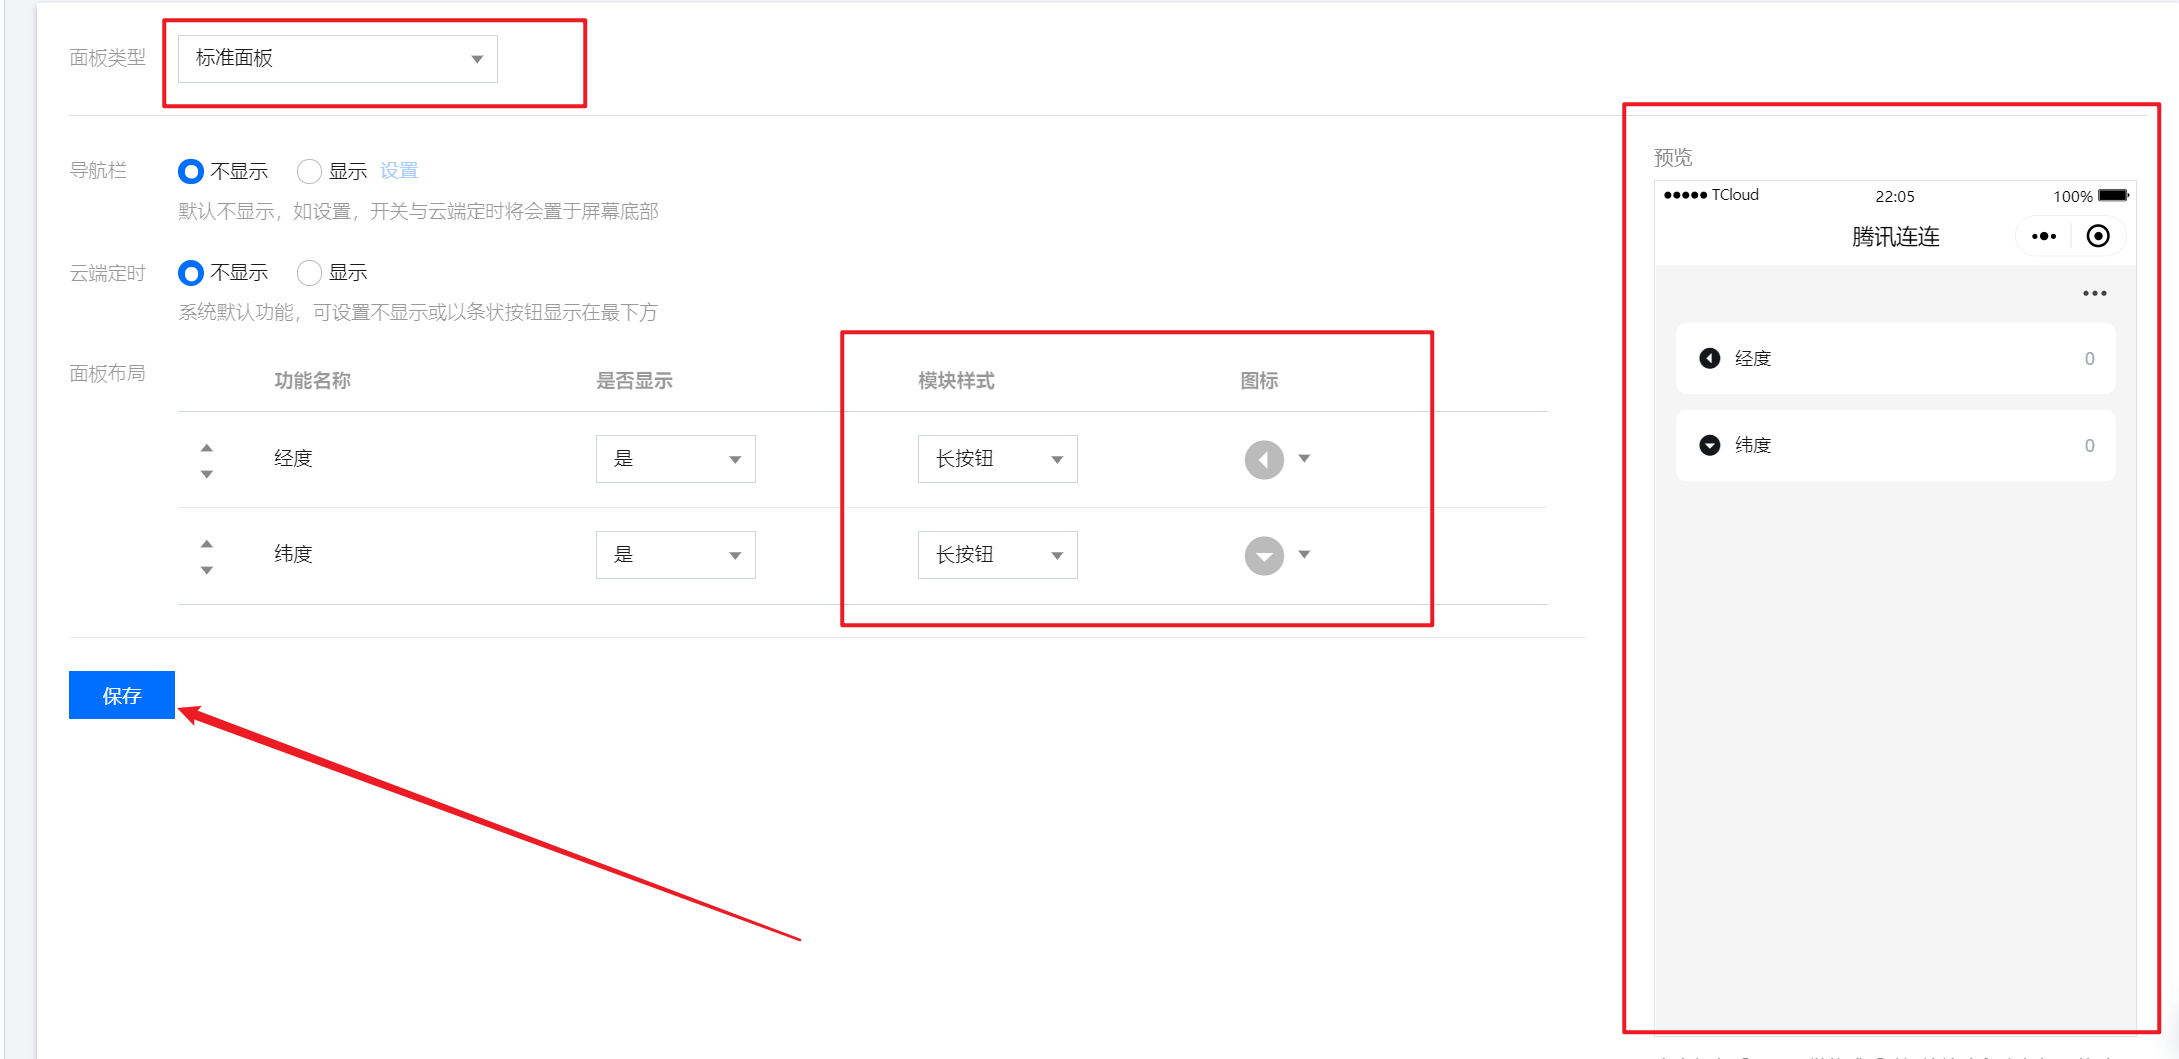 面板类型 标准面板
导航栏 不显示 显示 设置
默认不显示，如设置，开关与云端定时将会置于屏幕底部
云端定时 不显示 显示
系统默认功能，可设置不显示或以条状按钮显示在最下方
面板布局 功能名称 是否显示 模块样式 图标
经度 是 长按钮
纬度 是 长按钮
保存
预览
TCloud 22:05 100%
腾讯连连
经度 0
纬度 0